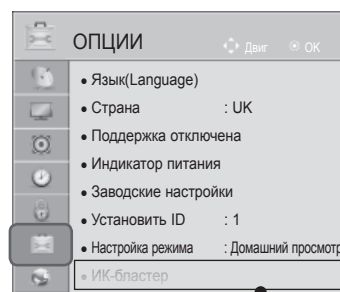 ОПЦИИ
Двиг OK
• Язык(Language)
• Страна : UK
• Поддержка отключена
• Индикатор питания
• Заводские настройки
• Установить ID : 1
• Настройка режима : Домашний просмотр
• ИК-бластер